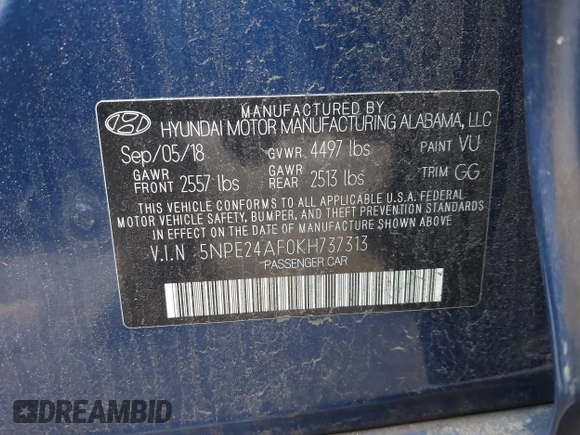 MANUFACTURED BY
HYUNDAI MOTOR MANUFACTURING ALABAMA, LLC
Sep/05/18 GVWR 4497 lbs PAINT VU
GAWR FRONT 2557 lbs GAWR REAR 2513 lbs TRIM GG
THIS VEHICLE CONFORMS TO ALL APPLICABLE U.S.A. FEDERAL
MOTOR VEHICLE SAFETY, BUMPER, AND THEFT PREVENTION STANDARDS
IN EFFECT ON THE DATE OF MANUFACTURE SHOWN ABOVE
V.I.N 5NPE24AF0KH737313
PASSENGER CAR
DREAMBID